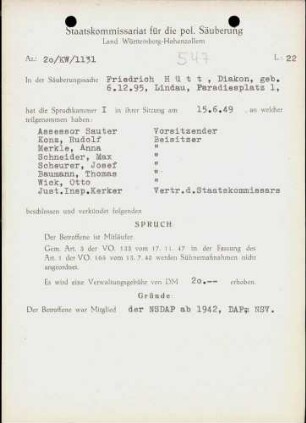 Staatskommissariat für die pol. Säuberung
Land Württemberg-Hohenzollern
Az.: 2o/KW/1131
547
L: 22
In der Säuberungssache Friedrich Hütt, Diakon, geb.
6.12.95, Lindau, Paradiesplatz 1,
hat die Spruchkammer I in ihrer Sitzung am 15.6.49 an welcher
teilgenommen haben:
Assessor Sauter Vorsitzender
Kons, Rudolf Beisitzer
Merkle, Anna "
Schneider, Max "
Scheurer, Josef "
Baumann, Thomas "
Wick, Otto "
Just.Insp.Kerker Vertr.d.Staatskommissars
beschlossen und verkündet folgenden
SPRUCH
Der Betroffene ist Mitläufer.
Gem. Art. 3 der VO. 133 vom 17. 11. 47 in der Fassung des
Art. 1 der VO. 165 vom 13. 7. 48 werden Sühnemaßnahmen nicht
angeordnet.
Es wird eine Verwaltungsgebühr von DM 2o.-- erhoben.
Gründe:
Der Betroffene war Mitglied der NSDAP ab 1942, DAF; NSV.